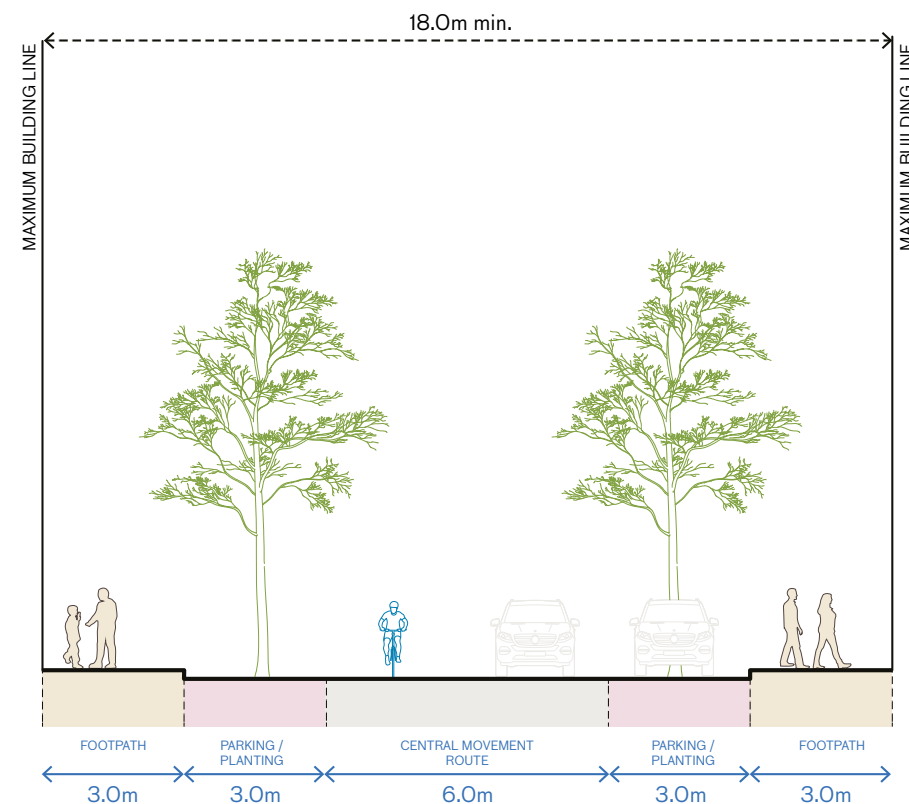 18.0m min.
MAXIMUM BUILDING LINE
MAXIMUM BUILDING LINE
FOOTPATH
PARKING /
PLANTING
CENTRAL MOVEMENT
ROUTE
PARKING /
PLANTING
FOOTPATH
3.0m
3.0m
6.0m
3.0m
3.0m